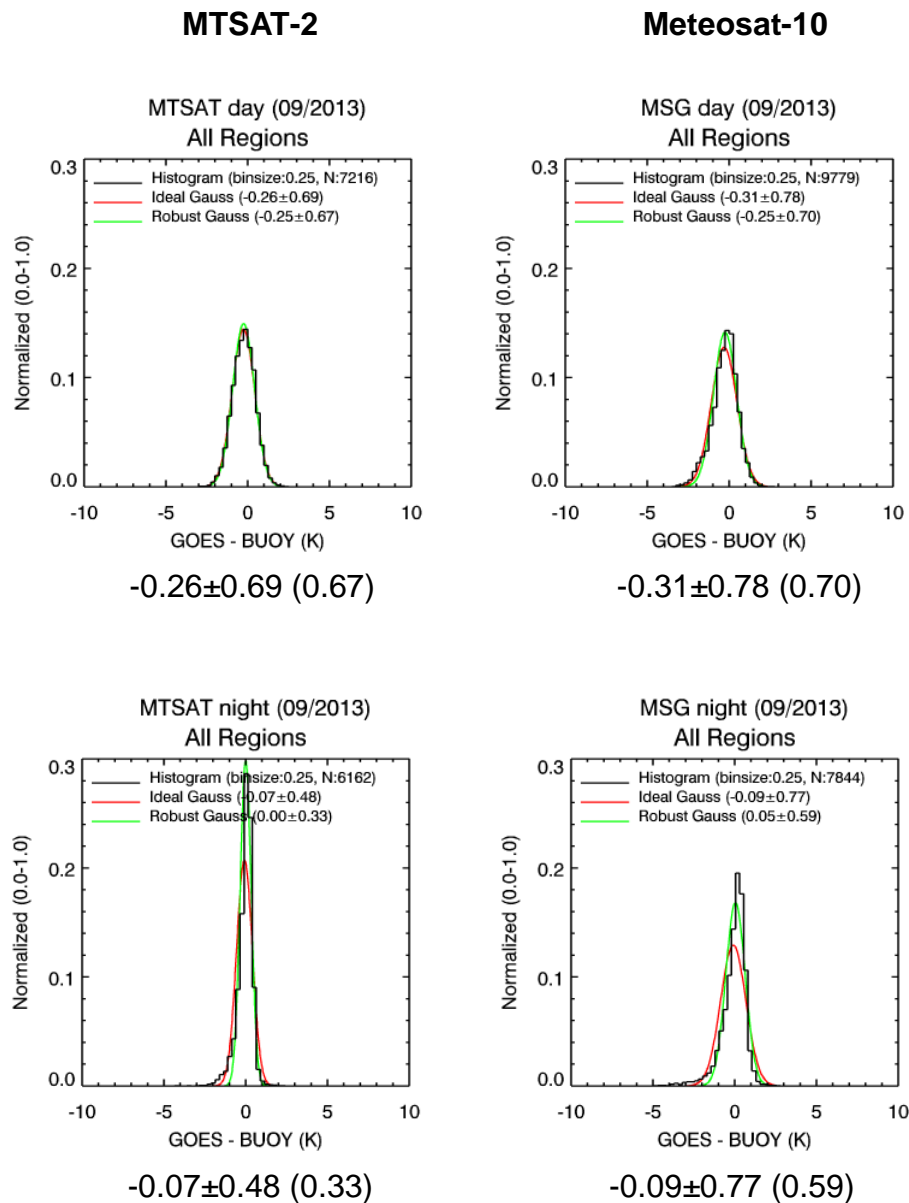 MTSAT-2
Meteosat-10
MTSAT day (09/2013)
All Regions
0.3
0.2
0.1
0.0
Normalized (0.0-1.0)
Histogram (binsize:0.25, N:7216)
Ideal Gauss (-0.26±0.69)
Robust Gauss (-0.25±0.67)
-10 -5 0 5 10
GOES - BUOY (K)
-0.26±0.69 (0.67)
MSG day (09/2013)
All Regions
0.3
0.2
0.1
0.0
Normalized (0.0-1.0)
Histogram (binsize:0.25, N:9779)
Ideal Gauss (-0.31±0.78)
Robust Gauss (-0.25±0.70)
-10 -5 0 5 10
GOES - BUOY (K)
-0.31±0.78 (0.70)
MTSAT night (09/2013)
All Regions
0.3
0.2
0.1
0.0
Normalized (0.0-1.0)
Histogram (binsize:0.25, N:6162)
Ideal Gauss (-0.07±0.48)
Robust Gauss (0.00±0.33)
-10 -5 0 5 10
GOES - BUOY (K)
-0.07±0.48 (0.33)
MSG night (09/2013)
All Regions
0.3
0.2
0.1
0.0
Normalized (0.0-1.0)
Histogram (binsize:0.25, N:7844)
Ideal Gauss (-0.09±0.77)
Robust Gauss (0.05±0.59)
-10 -5 0 5 10
GOES - BUOY (K)
-0.09±0.77 (0.59)